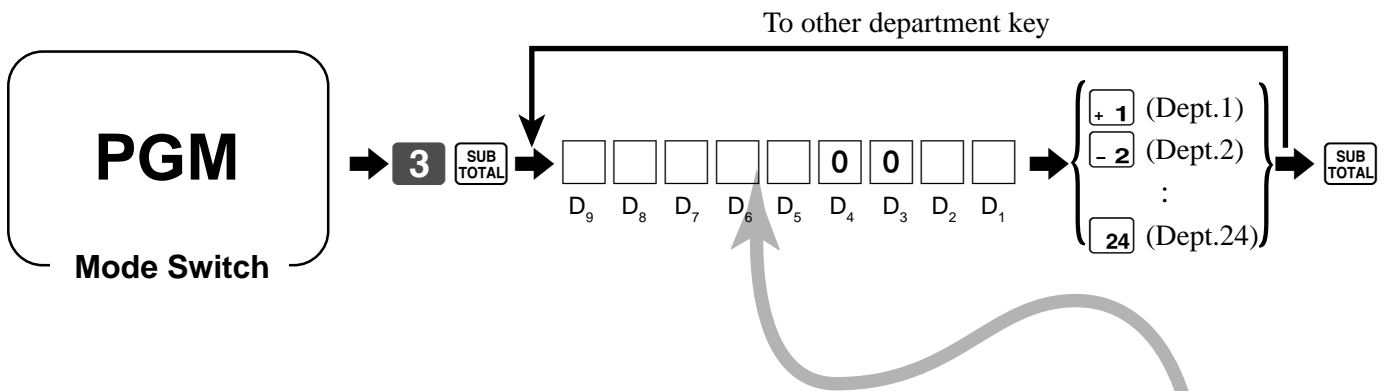 To other department key
PGM
Mode Switch
3 SUB TOTAL
0 0
D9 D8 D7 D6 D5 D4 D3 D2 D1
+ 1 (Dept.1)
- 2 (Dept.2)
:
24 (Dept.24)
SUB TOTAL